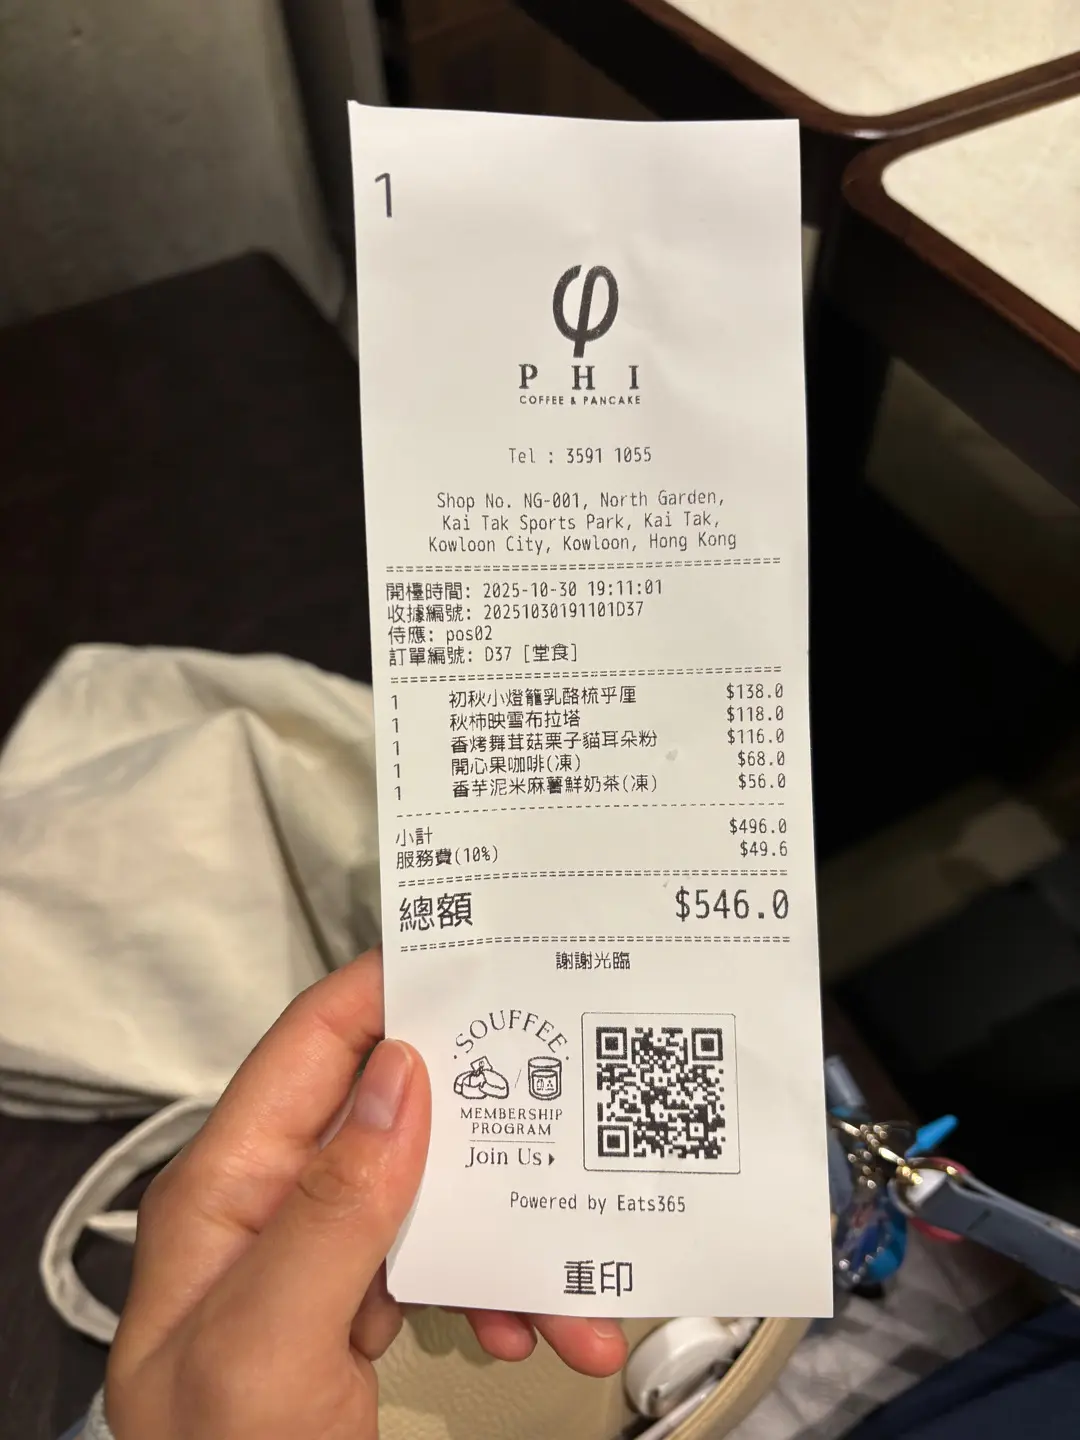 1
φ
PHI
COFFEE & PANCAKE
Tel : 3591 1055
Shop No. NG-001, North Garden,
Kai Tak Sports Park, Kai Tak,
Kowloon City, Kowloon, Hong Kong
開檯時間: 2025-10-30 19:11:01
收據編號: 20251030191101D37
侍應: pos02
訂單編號: D37 [堂食]
1 初秋小燈籠乳酪梳乎厘 $138.0
1 秋柿映雪布拉塔 $118.0
1 香烤舞茸菇栗子貓耳朵粉 $116.0
1 開心果咖啡(凍) $68.0
1 香芋泥米麻薯鮮奶茶(凍) $56.0
小計 $496.0
服務費(10%) $49.6
總額 $546.0
謝謝光臨
SOUFFEE
MEMBERSHIP
PROGRAM
Join Us
Powered by Eats365
重印